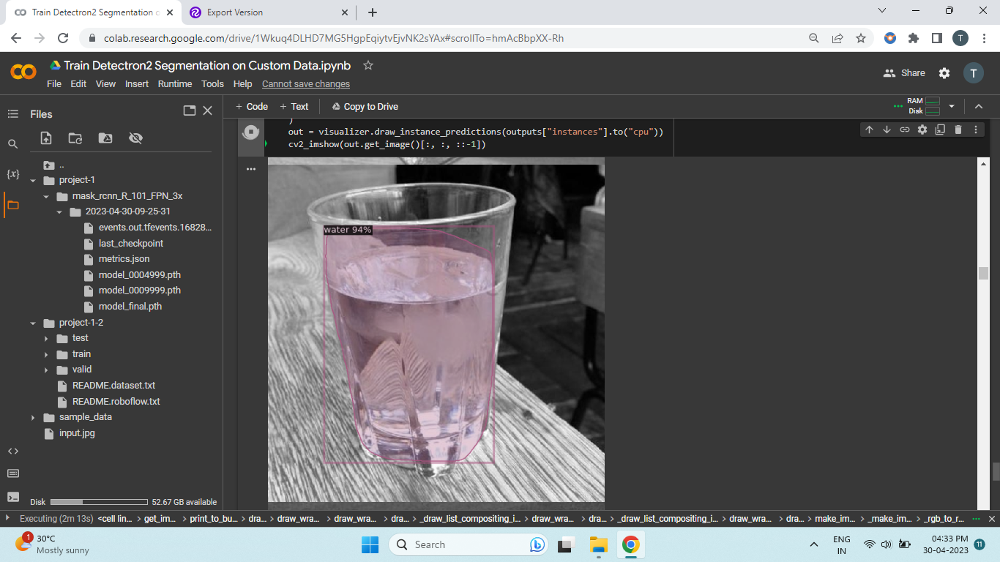 Train Detectron2 Segmentation o
Export Version
colab.research.google.com/drive/1Wkuq4DLHD7MG5HgpEqiytvEjvNK2sYAx#scrollTo=hmAcBbpXX-Rh
T
Train Detectron2 Segmentation on Custom Data.ipynb
File Edit View Insert Runtime Tools Help Cannot save changes
Share
T
Files
+ Code + Text Copy to Drive
RAM
Disk
{x}
..
project-1
mask_rcnn_R_101_FPN_3x
2023-04-30-09-25-31
events.out.tfevents.16828...
last_checkpoint
metrics.json
model_0004999.pth
model_0009999.pth
model_final.pth
project-1-2
test
train
valid
README.dataset.txt
README.roboflow.txt
sample_data
input.jpg
Disk 52.67 GB available
)
out = visualizer.draw_instance_predictions(outputs["instances"].to("cpu"))
cv2_imshow(out.get_image()[:, :, ::-1])
water 94%
Executing (2m 13s) <cell lin... > get_im... > print_to_bu... > dra... > draw_wra... > draw_wra... > dra... > _draw_list_compositing_i... > draw_wra... > dra... > _draw_list_compositing_i... > draw_wra... > dra... > make_im... > _make_im... > _rgb_to_r...
1
30°C
Mostly sunny
Search
ENG
IN
04:33 PM
30-04-2023
11